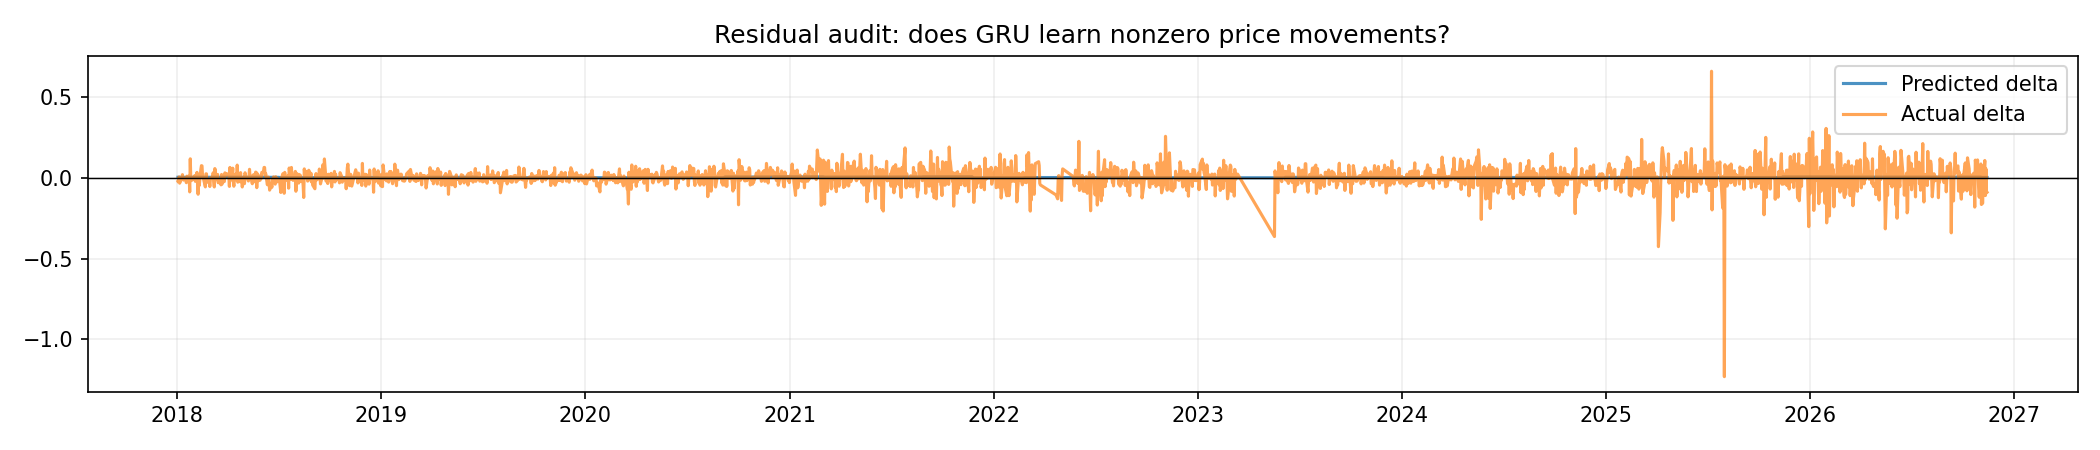 Residual audit: does GRU learn nonzero price movements?
Predicted delta
Actual delta
0.5
0.0
−0.5
−1.0
2018 2019 2020 2021 2022 2023 2024 2025 2026 2027